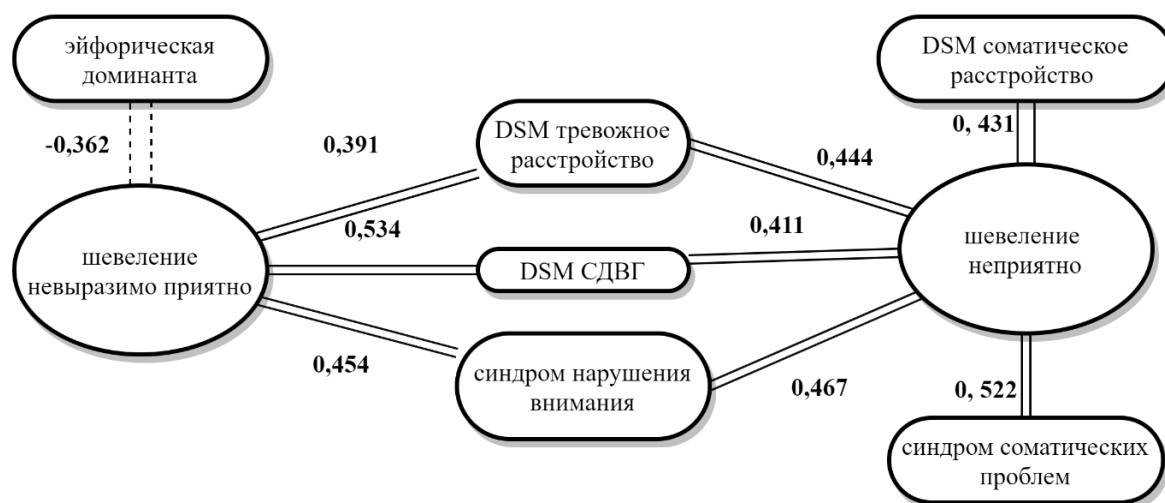 эйфорическая
доминанта
DSM соматическое
расстройство
-0,362
0,391
DSM тревожное
расстройство
0,444
0, 431
шевеление
невыразимо приятно
0,534
DSM СДВГ
0,411
шевеление
неприятно
0,454
синдром нарушения
внимания
0,467
0, 522
синдром соматических
проблем